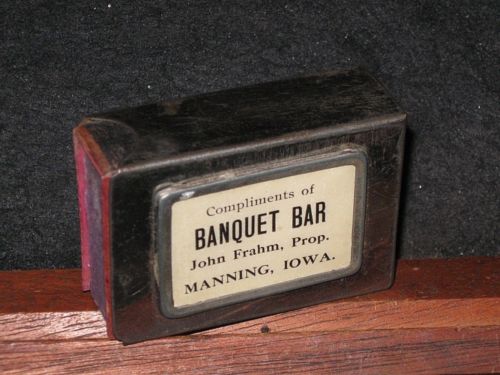 Compliments of
BANQUET BAR
John Frahm, Prop.
MANNING, IOWA.